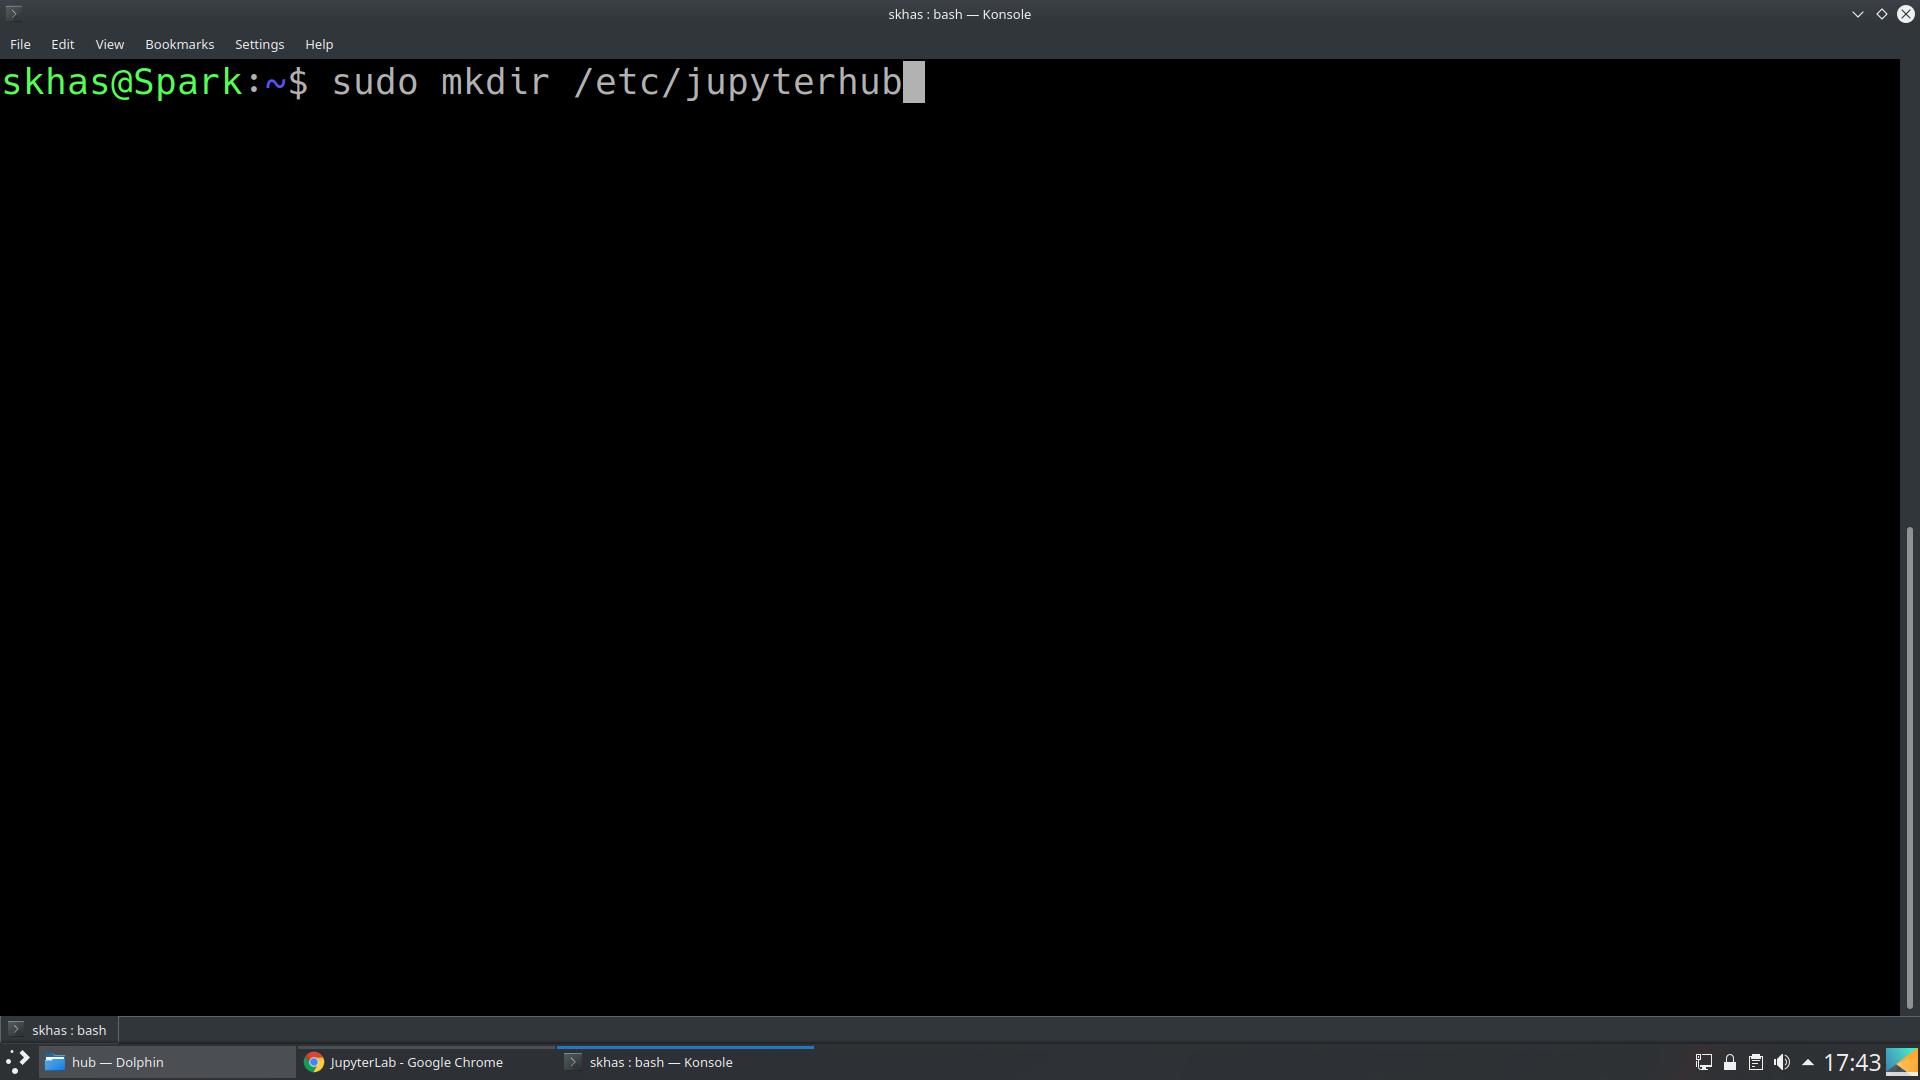 skhas : bash — Konsole
File Edit View Bookmarks Settings Help
skhas@Spark:~$ sudo mkdir /etc/jupyterhub
skhas : bash
hub — Dolphin JupyterLab - Google Chrome skhas : bash — Konsole 17:43